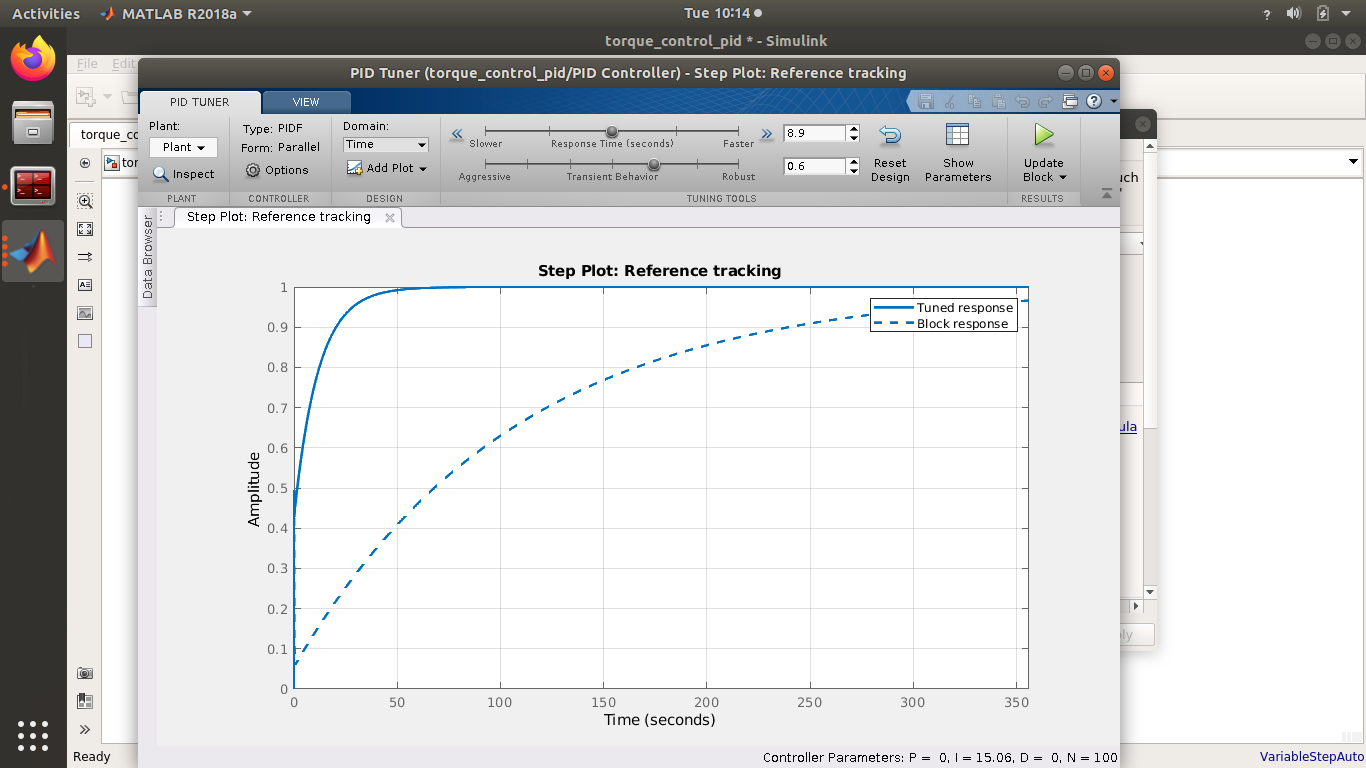 Activities
MATLAB R2018a
Tue 10:14
torque_control_pid * - Simulink
File Edit
PID Tuner (torque_control_pid/PID Controller) - Step Plot: Reference tracking
PID TUNER
VIEW
torque_co
tor
Plant:
Plant
Inspect
PLANT
Type: PIDF
Form: Parallel
Options
CONTROLLER
Domain:
Time
Add Plot
DESIGN
Slower
Response Time (seconds)
Faster
8.9
Aggressive
Transient Behavior
Robust
0.6
Reset
Design
Show
Parameters
TUNING TOOLS
Update
Block
RESULTS
uch
ula
ply
Data Browser
Step Plot: Reference tracking
Step Plot: Reference tracking
Tuned response
Block response
Amplitude
1
0.9
0.8
0.7
0.6
0.5
0.4
0.3
0.2
0.1
0
0 50 100 150 200 250 300 350
Time (seconds)
Controller Parameters: P = 0, I = 15.06, D = 0, N = 100
Ready
VariableStepAuto